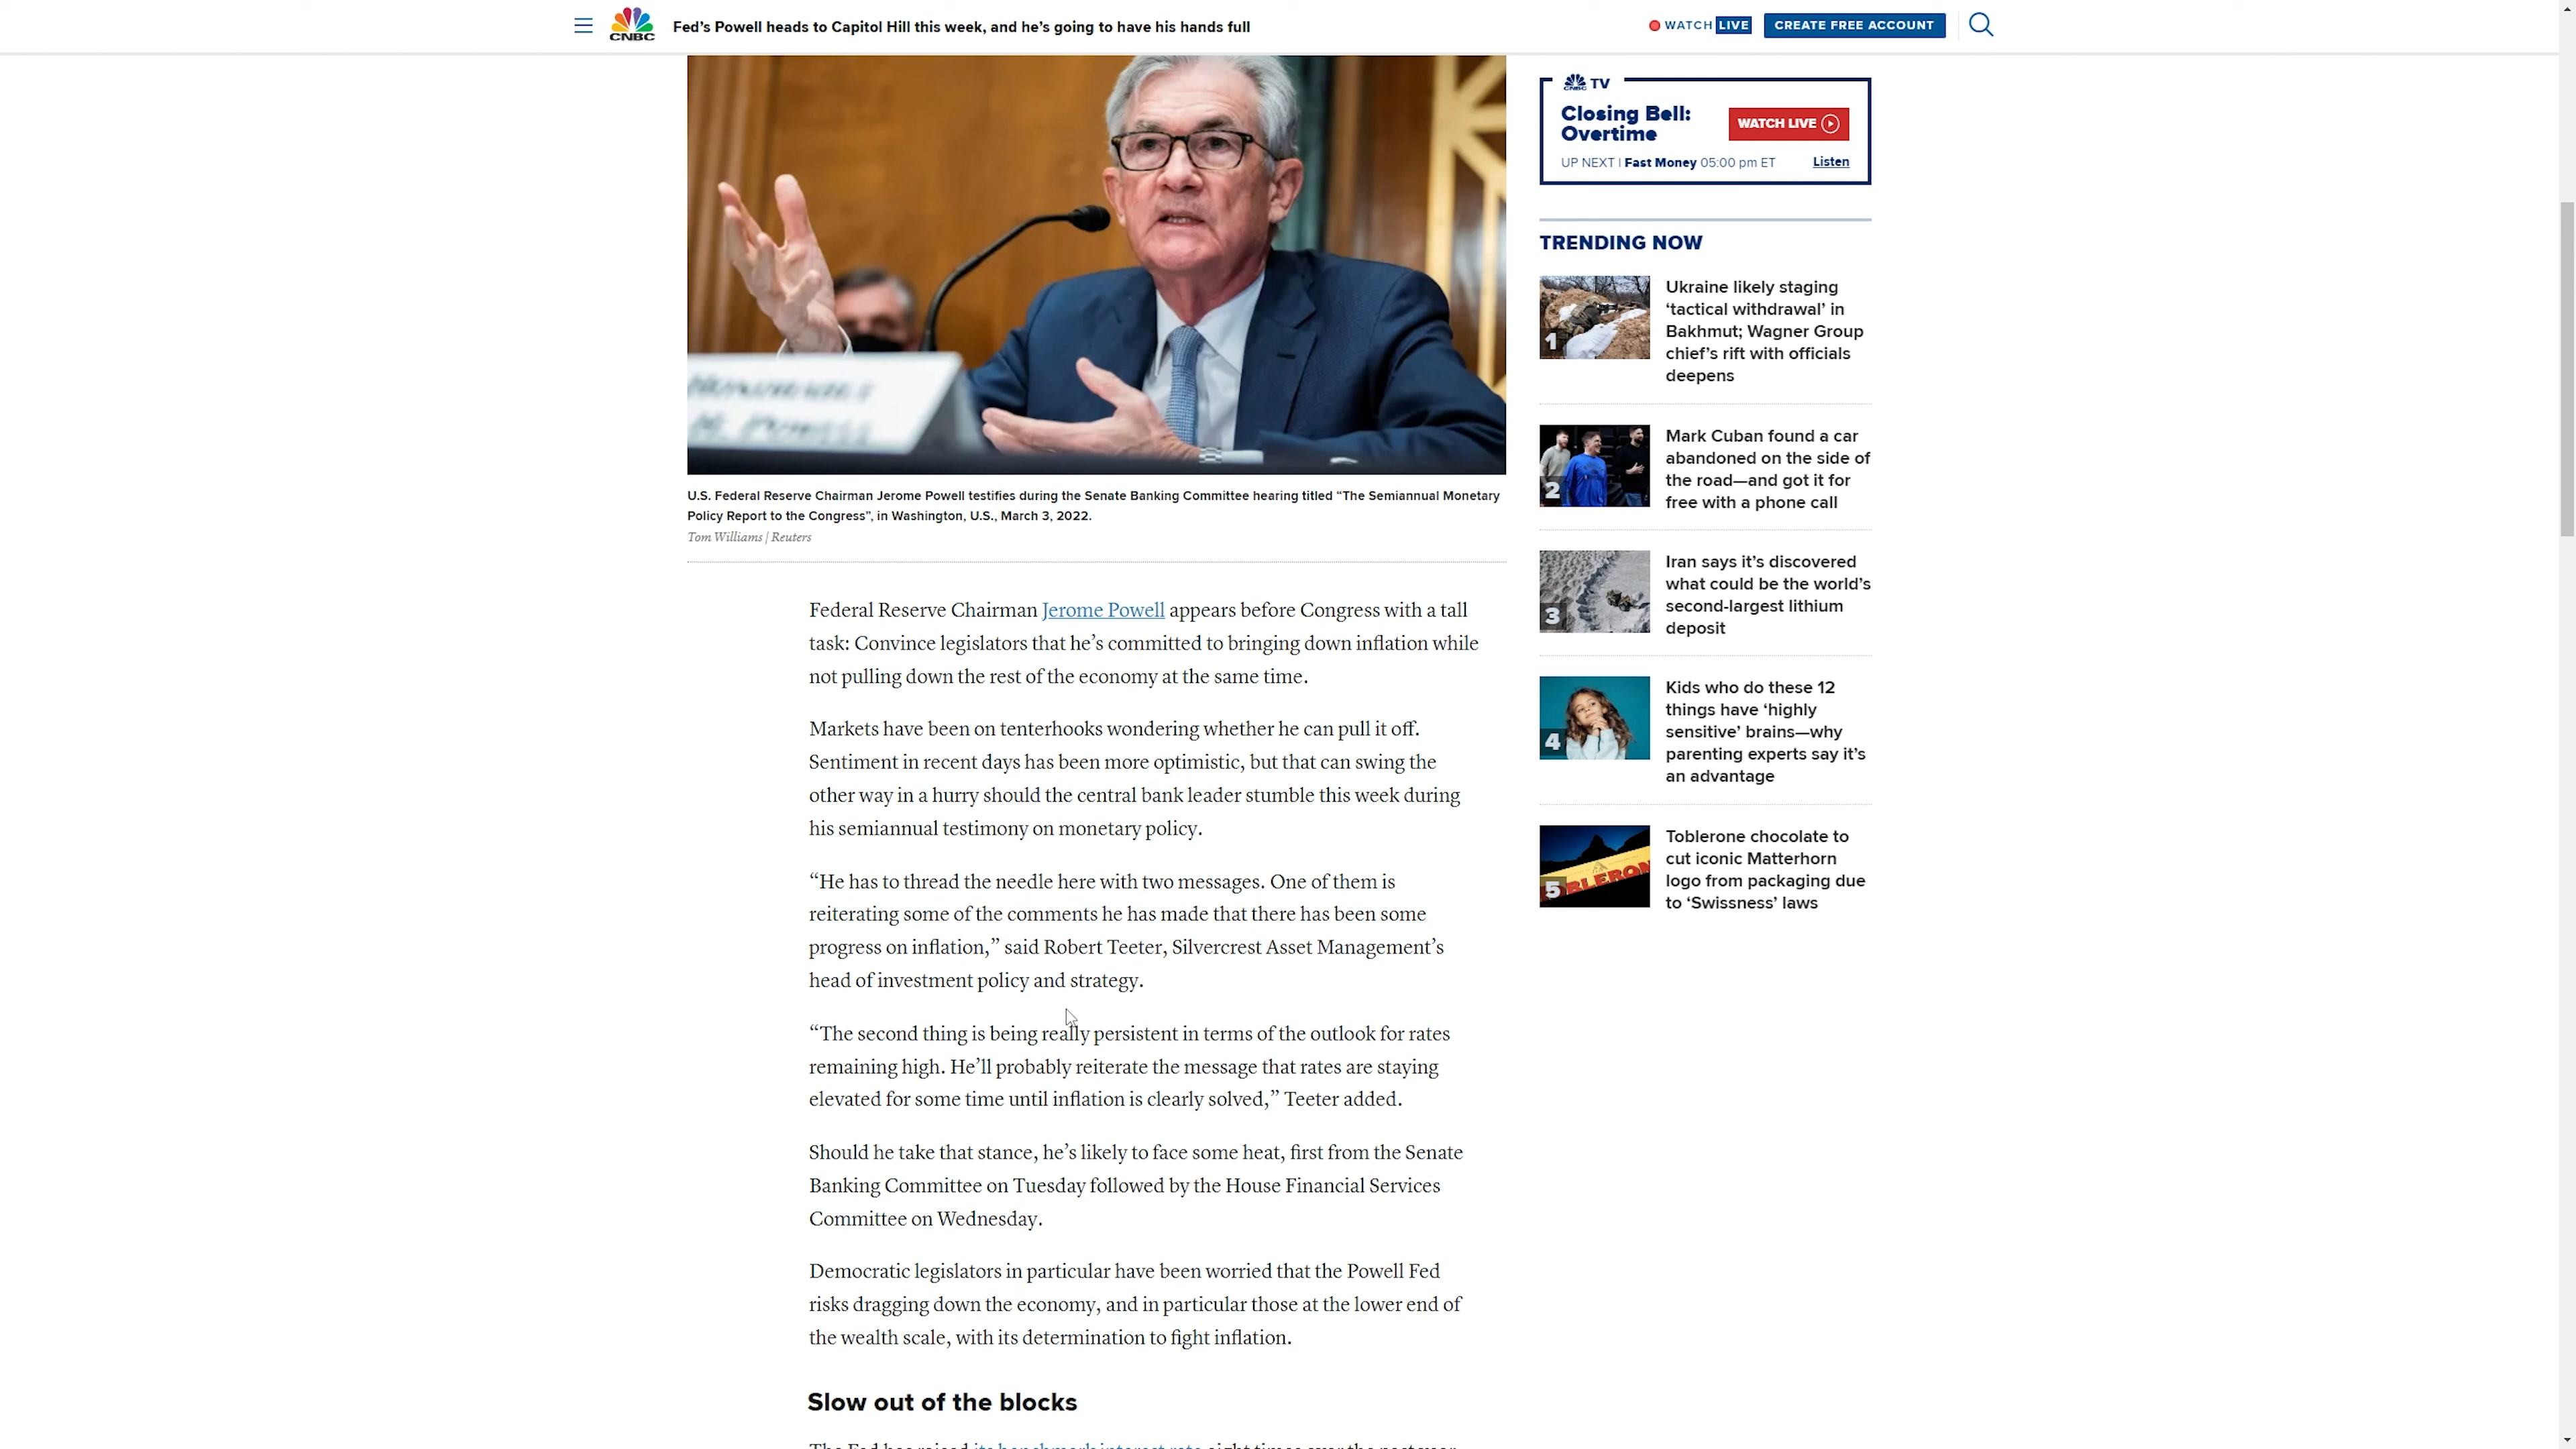 CNBC
Fed’s Powell heads to Capitol Hill this week, and he’s going to have his hands full
WATCH LIVE
CREATE FREE ACCOUNT
U.S. Federal Reserve Chairman Jerome Powell testifies during the Senate Banking Committee hearing titled “The Semiannual Monetary
Policy Report to the Congress”, in Washington, U.S., March 3, 2022.
Tom Williams | Reuters
Federal Reserve Chairman Jerome Powell appears before Congress with a tall
task: Convince legislators that he’s committed to bringing down inflation while
not pulling down the rest of the economy at the same time.
Markets have been on tenterhooks wondering whether he can pull it off.
Sentiment in recent days has been more optimistic, but that can swing the
other way in a hurry should the central bank leader stumble this week during
his semiannual testimony on monetary policy.
“He has to thread the needle here with two messages. One of them is
reiterating some of the comments he has made that there has been some
progress on inflation,” said Robert Teeter, Silvercrest Asset Management’s
head of investment policy and strategy.
“The second thing is being really persistent in terms of the outlook for rates
remaining high. He’ll probably reiterate the message that rates are staying
elevated for some time until inflation is clearly solved,” Teeter added.
Should he take that stance, he’s likely to face some heat, first from the Senate
Banking Committee on Tuesday followed by the House Financial Services
Committee on Wednesday.
Democratic legislators in particular have been worried that the Powell Fed
risks dragging down the economy, and in particular those at the lower end of
the wealth scale, with its determination to fight inflation.
Slow out of the blocks
The Fed has raised its benchmark interest rate eight times over the past year
CNBC TV
Closing Bell:
Overtime
WATCH LIVE
UP NEXT | Fast Money 05:00 pm ET
Listen
TRENDING NOW
1
Ukraine likely staging
‘tactical withdrawal’ in
Bakhmut; Wagner Group
chief’s rift with officials
deepens
2
Mark Cuban found a car
abandoned on the side of
the road—and got it for
free with a phone call
3
Iran says it’s discovered
what could be the world’s
second-largest lithium
deposit
4
Kids who do these 12
things have ‘highly
sensitive’ brains—why
parenting experts say it’s
an advantage
5
Toblerone chocolate to
cut iconic Matterhorn
logo from packaging due
to ‘Swissness’ laws